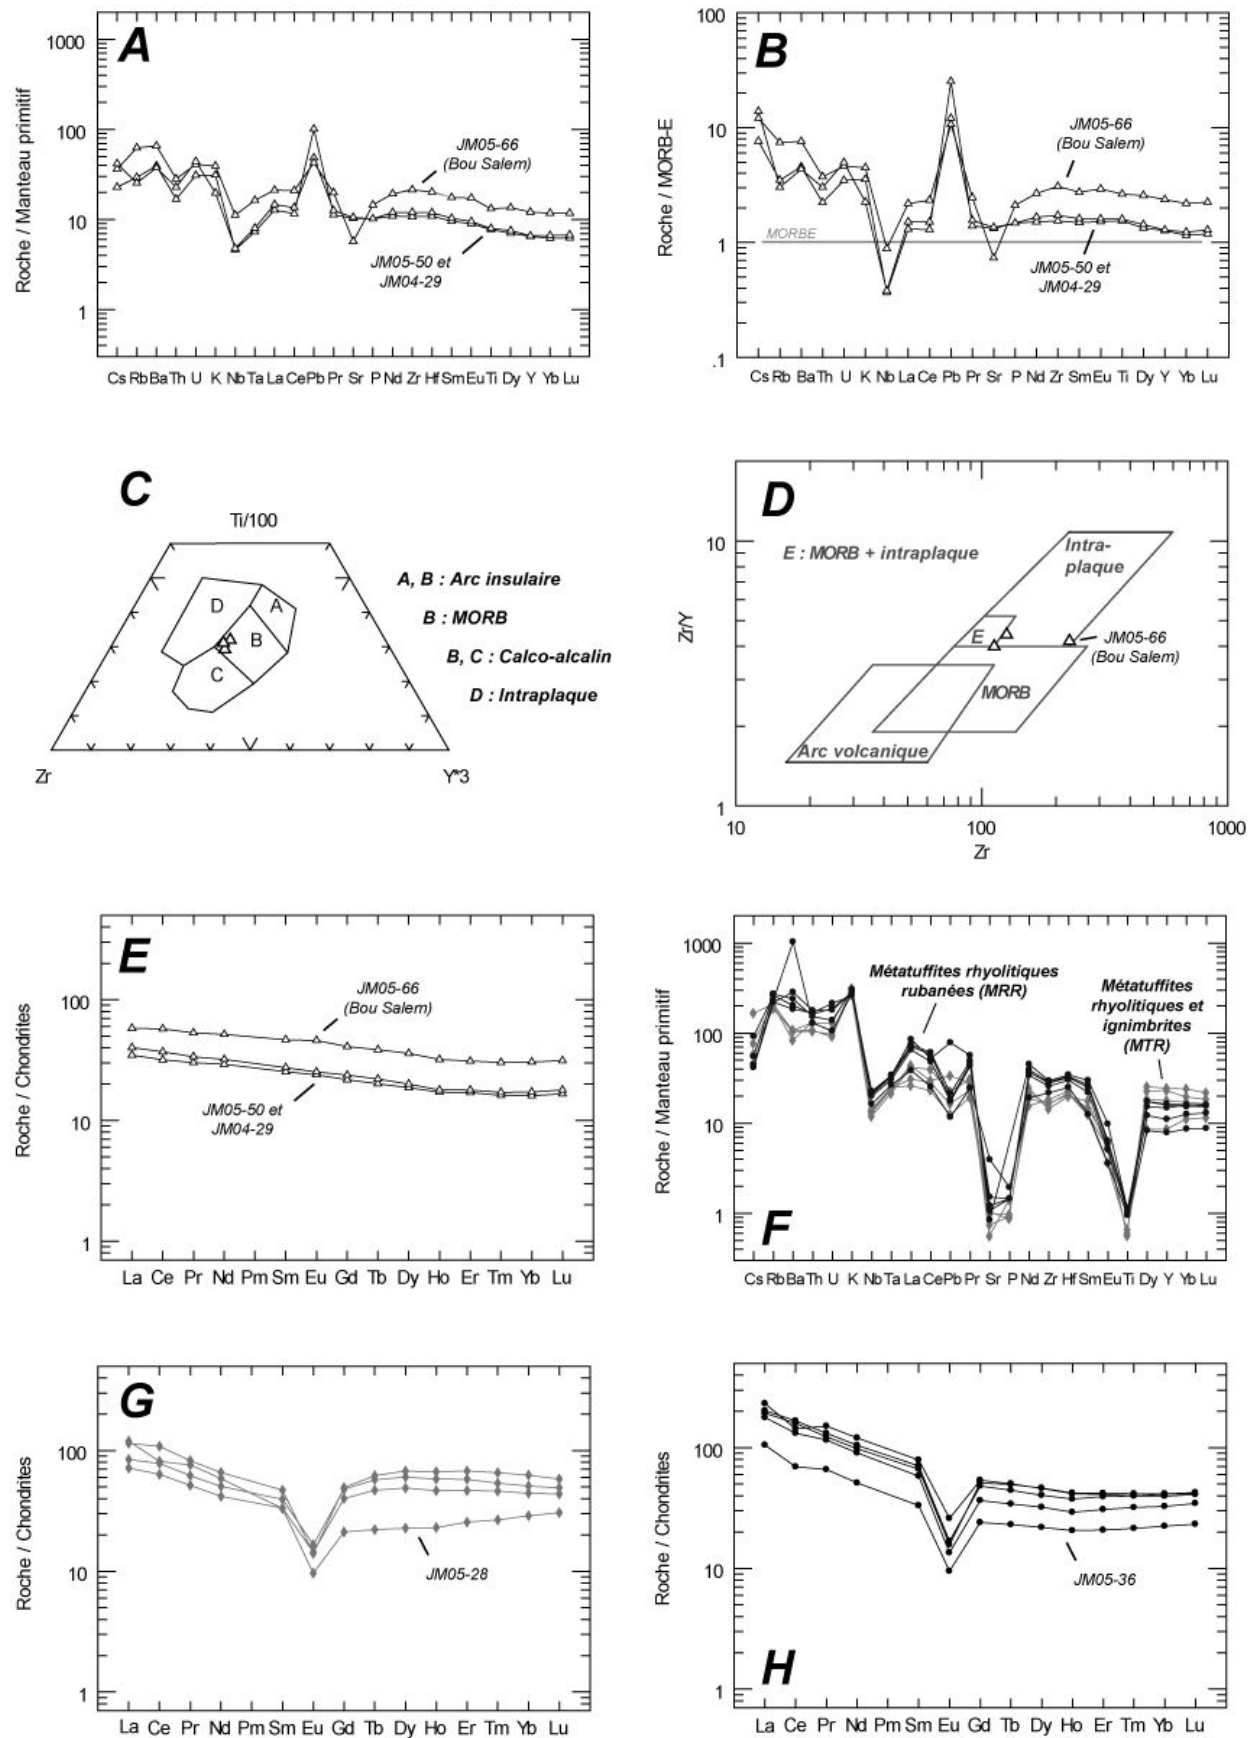 A
Roche / Manteau primitif
1000
100
10
1
JM05-66
(Bou Salem)
JM05-50 et
JM04-29
Cs Rb Ba Th U K Nb Ta La Ce Pb Pr Sr P Nd Zr Hf Sm Eu Ti Dy Y Yb Lu
B
Roche / MORB-E
100
10
1
.1
JM05-66
(Bou Salem)
MORBE
JM05-50 et
JM04-29
Cs Rb Ba Th U K Nb La Ce Pb Pr Sr P Nd Zr Sm Eu Ti Dy Y Yb Lu
C
Ti/100
D
A
B
C
Zr
Y*3
A, B : Arc insulaire
B : MORB
B, C : Calco-alcalin
D : Intraplaque
D
Zr/Y
10
1
E : MORB + intraplaque
Intra-
plaque
E
JM05-66
(Bou Salem)
MORB
Arc volcanique
10
100
1000
Zr
E
Roche / Chondrites
100
10
1
JM05-66
(Bou Salem)
JM05-50 et
JM04-29
La Ce Pr Nd Pm Sm Eu Gd Tb Dy Ho Er Tm Yb Lu
F
Roche / Manteau primitif
1000
100
10
1
Métatuffites rhyolitiques
rubanées (MRR)
Métatuffites
rhyolitiques et
ignimbrites
(MTR)
Cs Rb Ba Th U K Nb Ta La Ce Pb Pr Sr P Nd Zr Hf Sm Eu Ti Dy Y Yb Lu
G
Roche / Chondrites
100
10
1
JM05-28
La Ce Pr Nd Pm Sm Eu Gd Tb Dy Ho Er Tm Yb Lu
H
Roche / Chondrites
100
10
1
JM05-36
La Ce Pr Nd Pm Sm Eu Gd Tb Dy Ho Er Tm Yb Lu